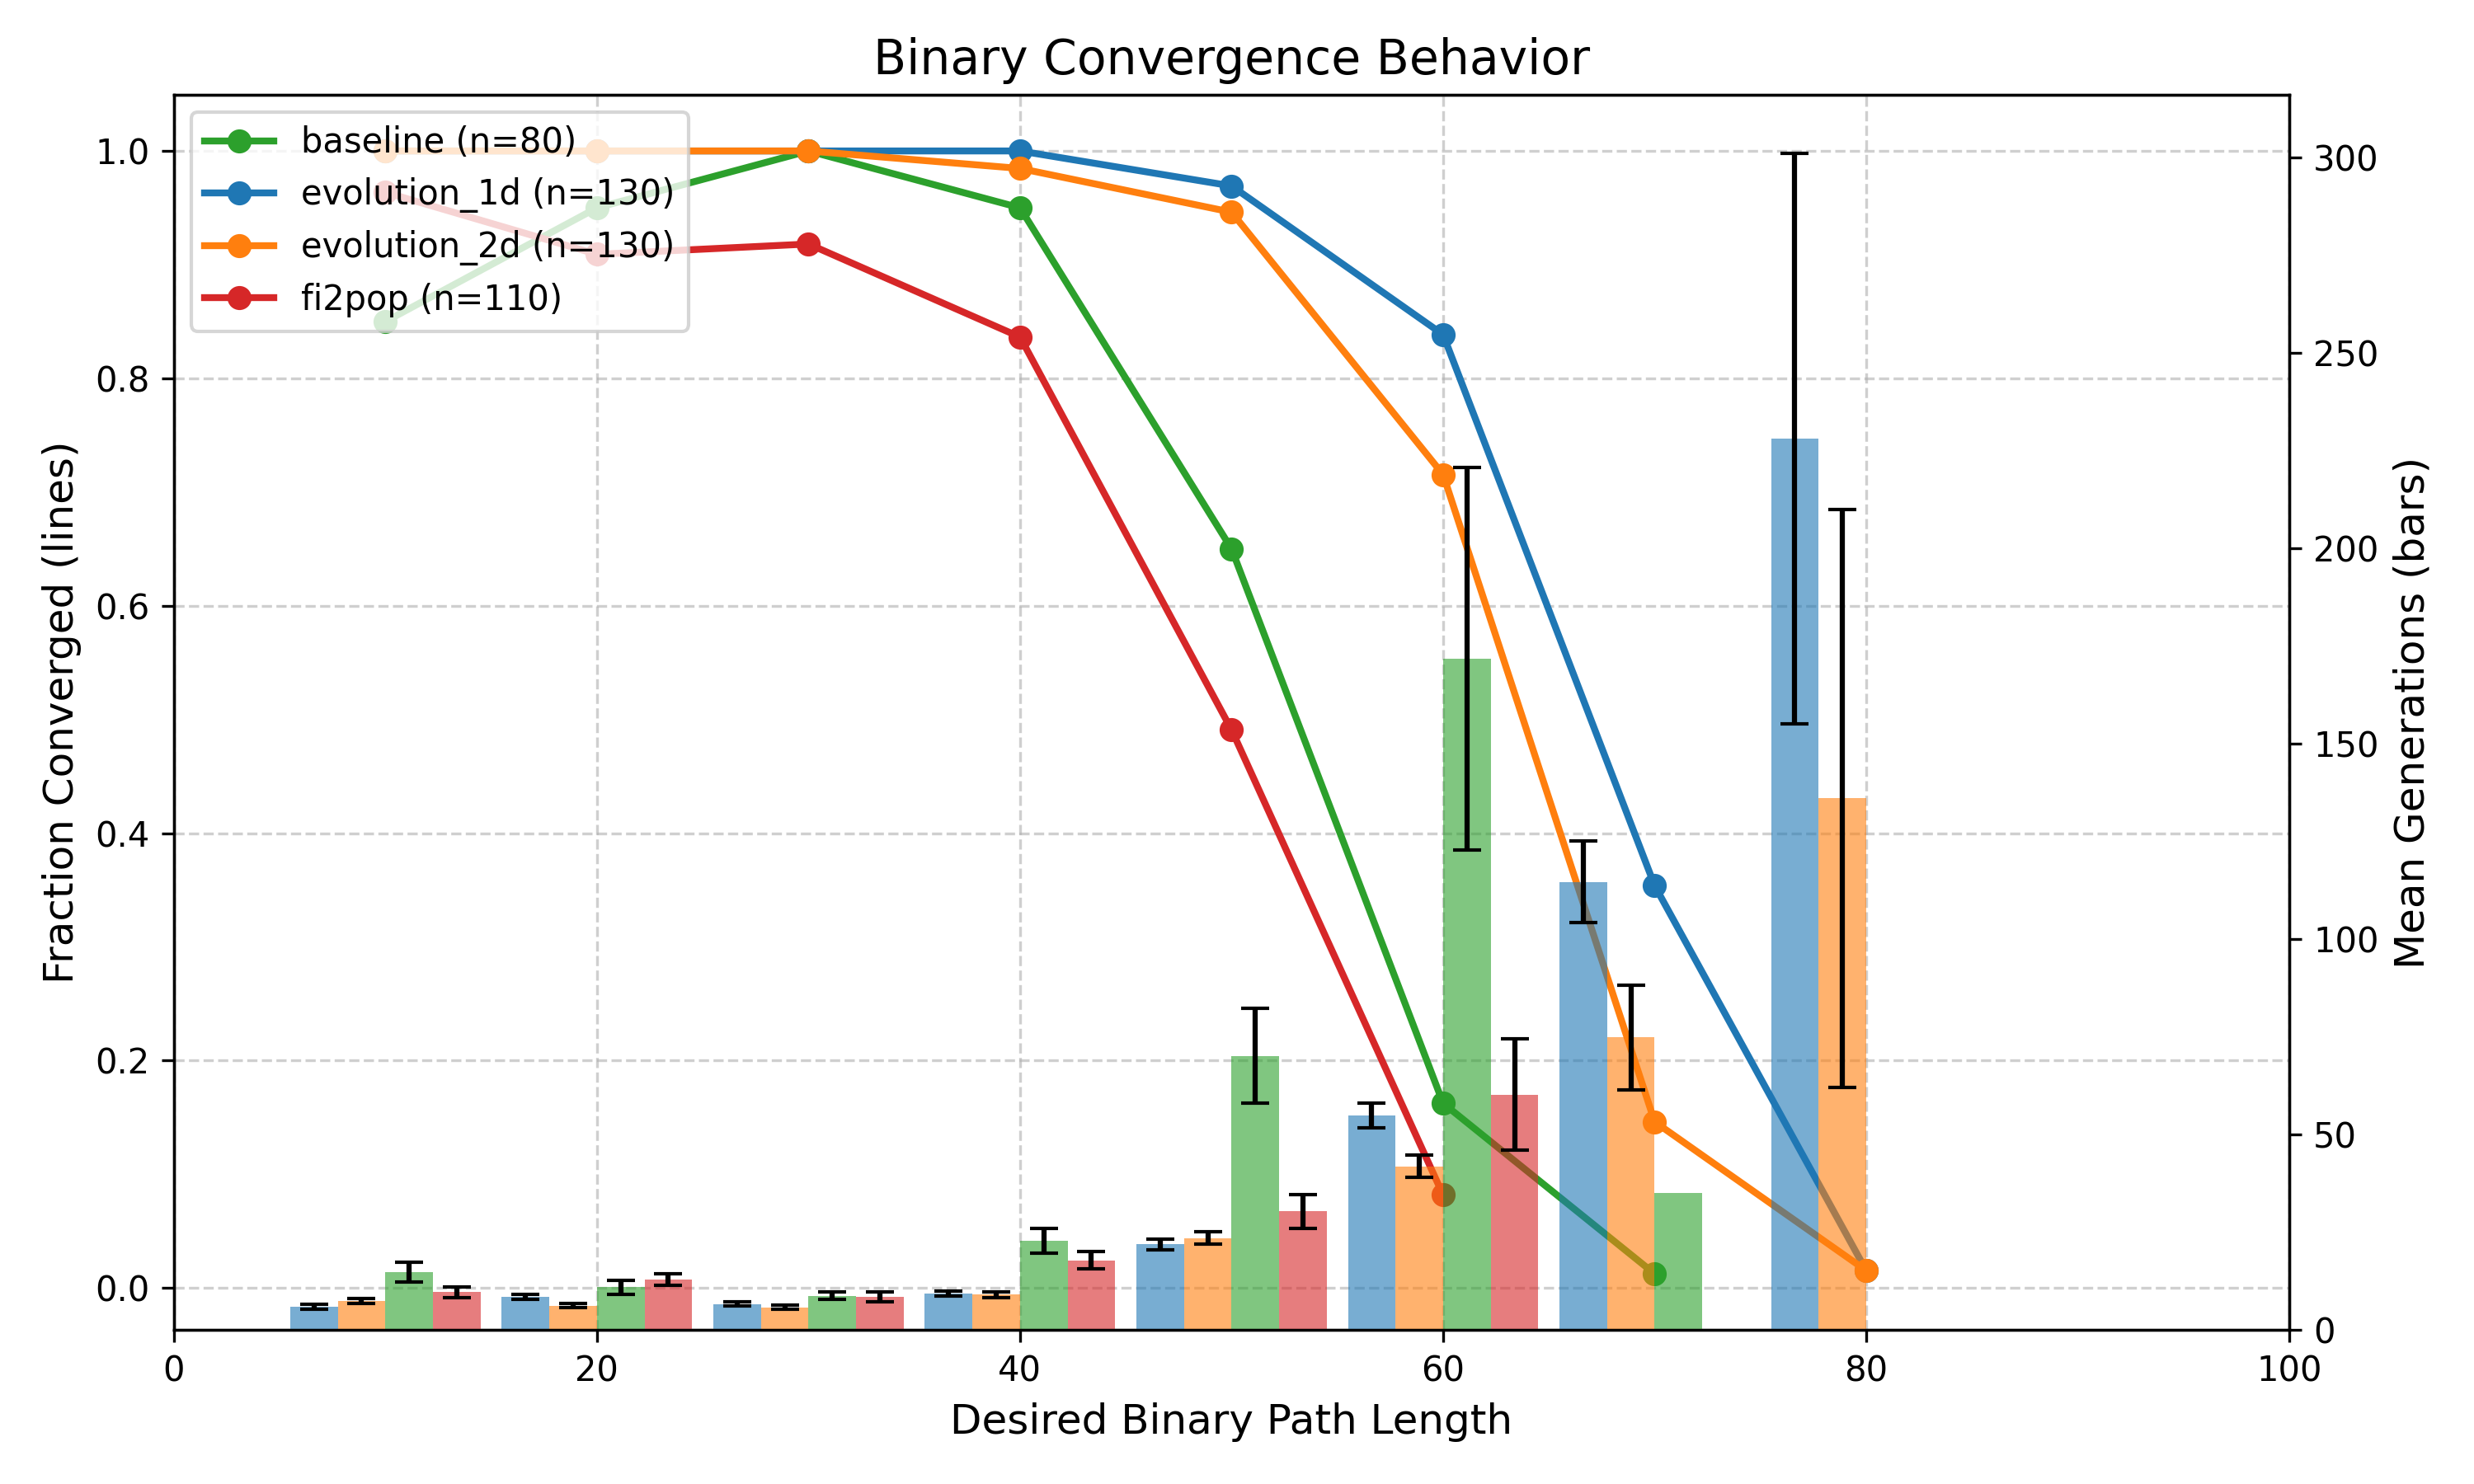 Binary Convergence Behavior
baseline (n=80)
evolution_1d (n=130)
evolution_2d (n=130)
fi2pop (n=110)
Fraction Converged (lines)
1.0
0.8
0.6
0.4
0.2
0.0
Mean Generations (bars)
300
250
200
150
100
50
0
0
20
40
60
80
100
Desired Binary Path Length